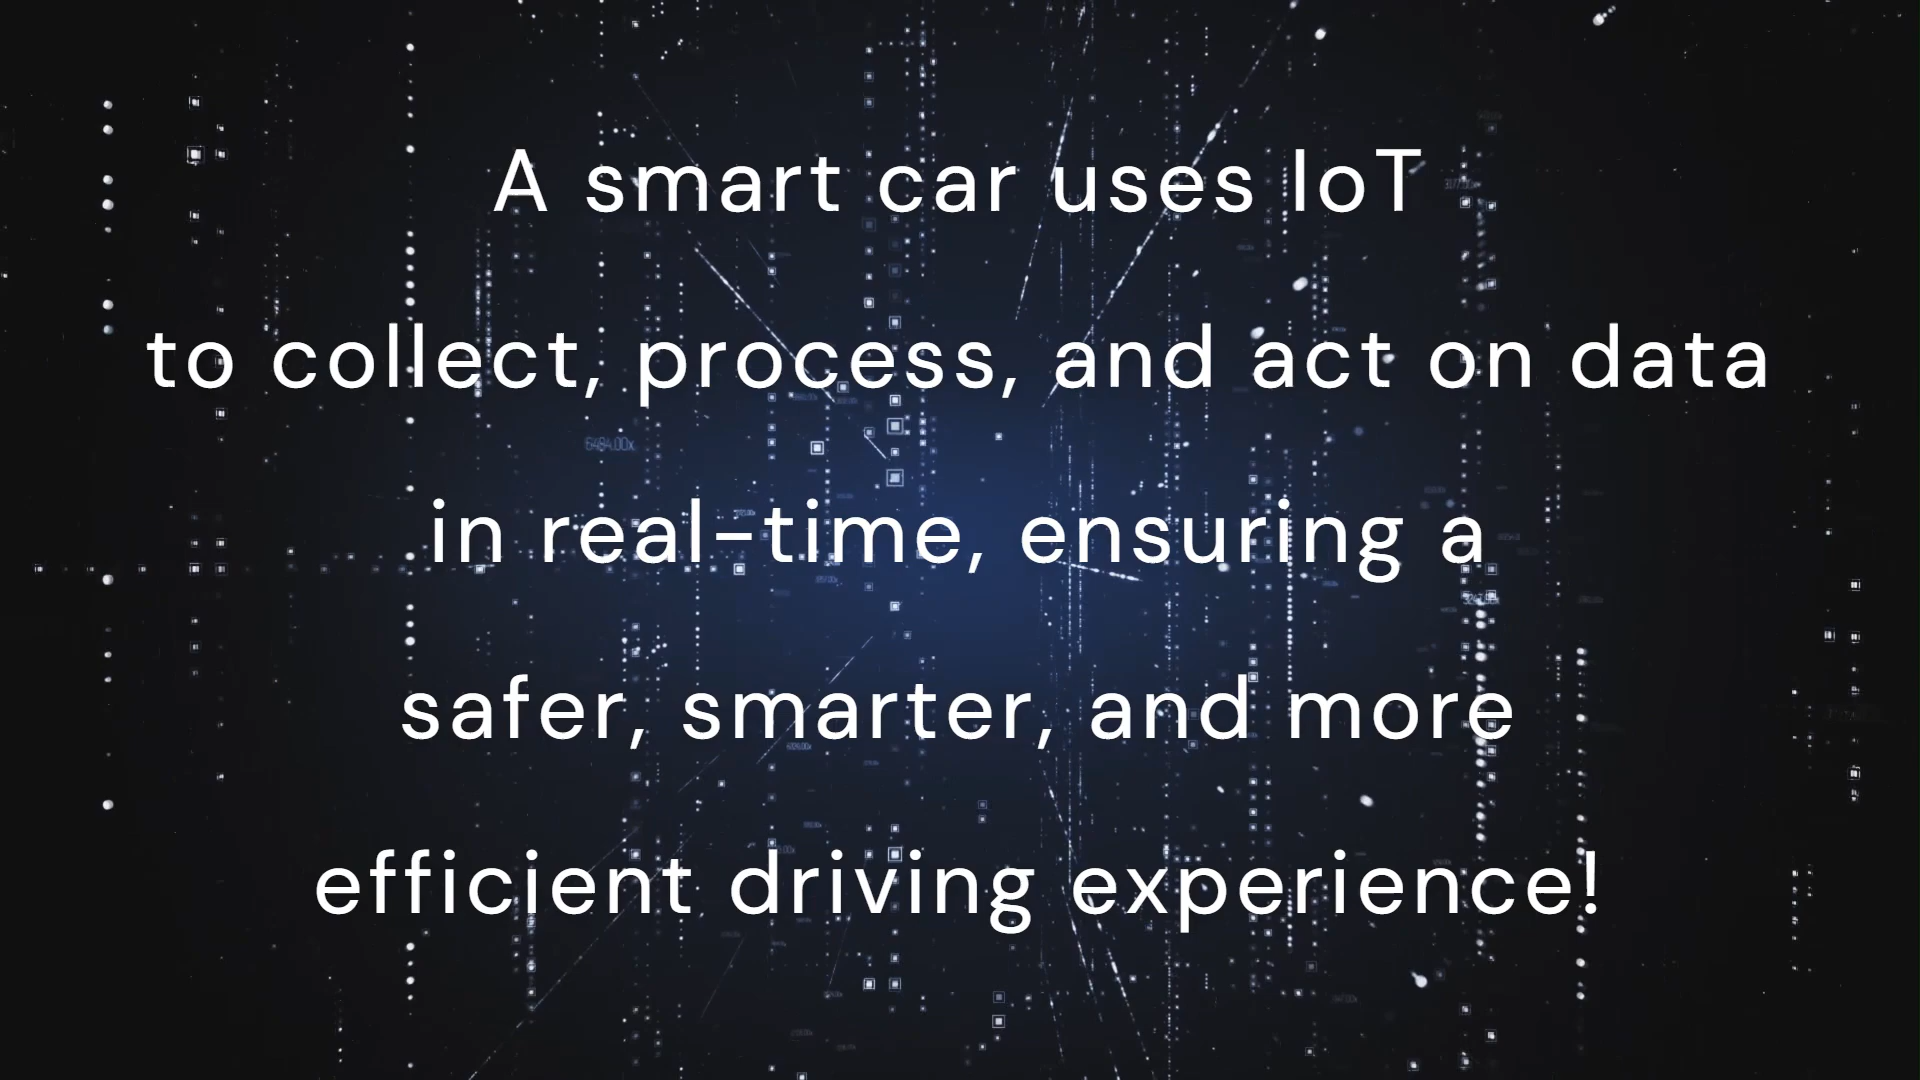 A smart car uses IoT
to collect, process, and act on data
in real-time, ensuring a
safer, smarter, and more
efficient driving experience!